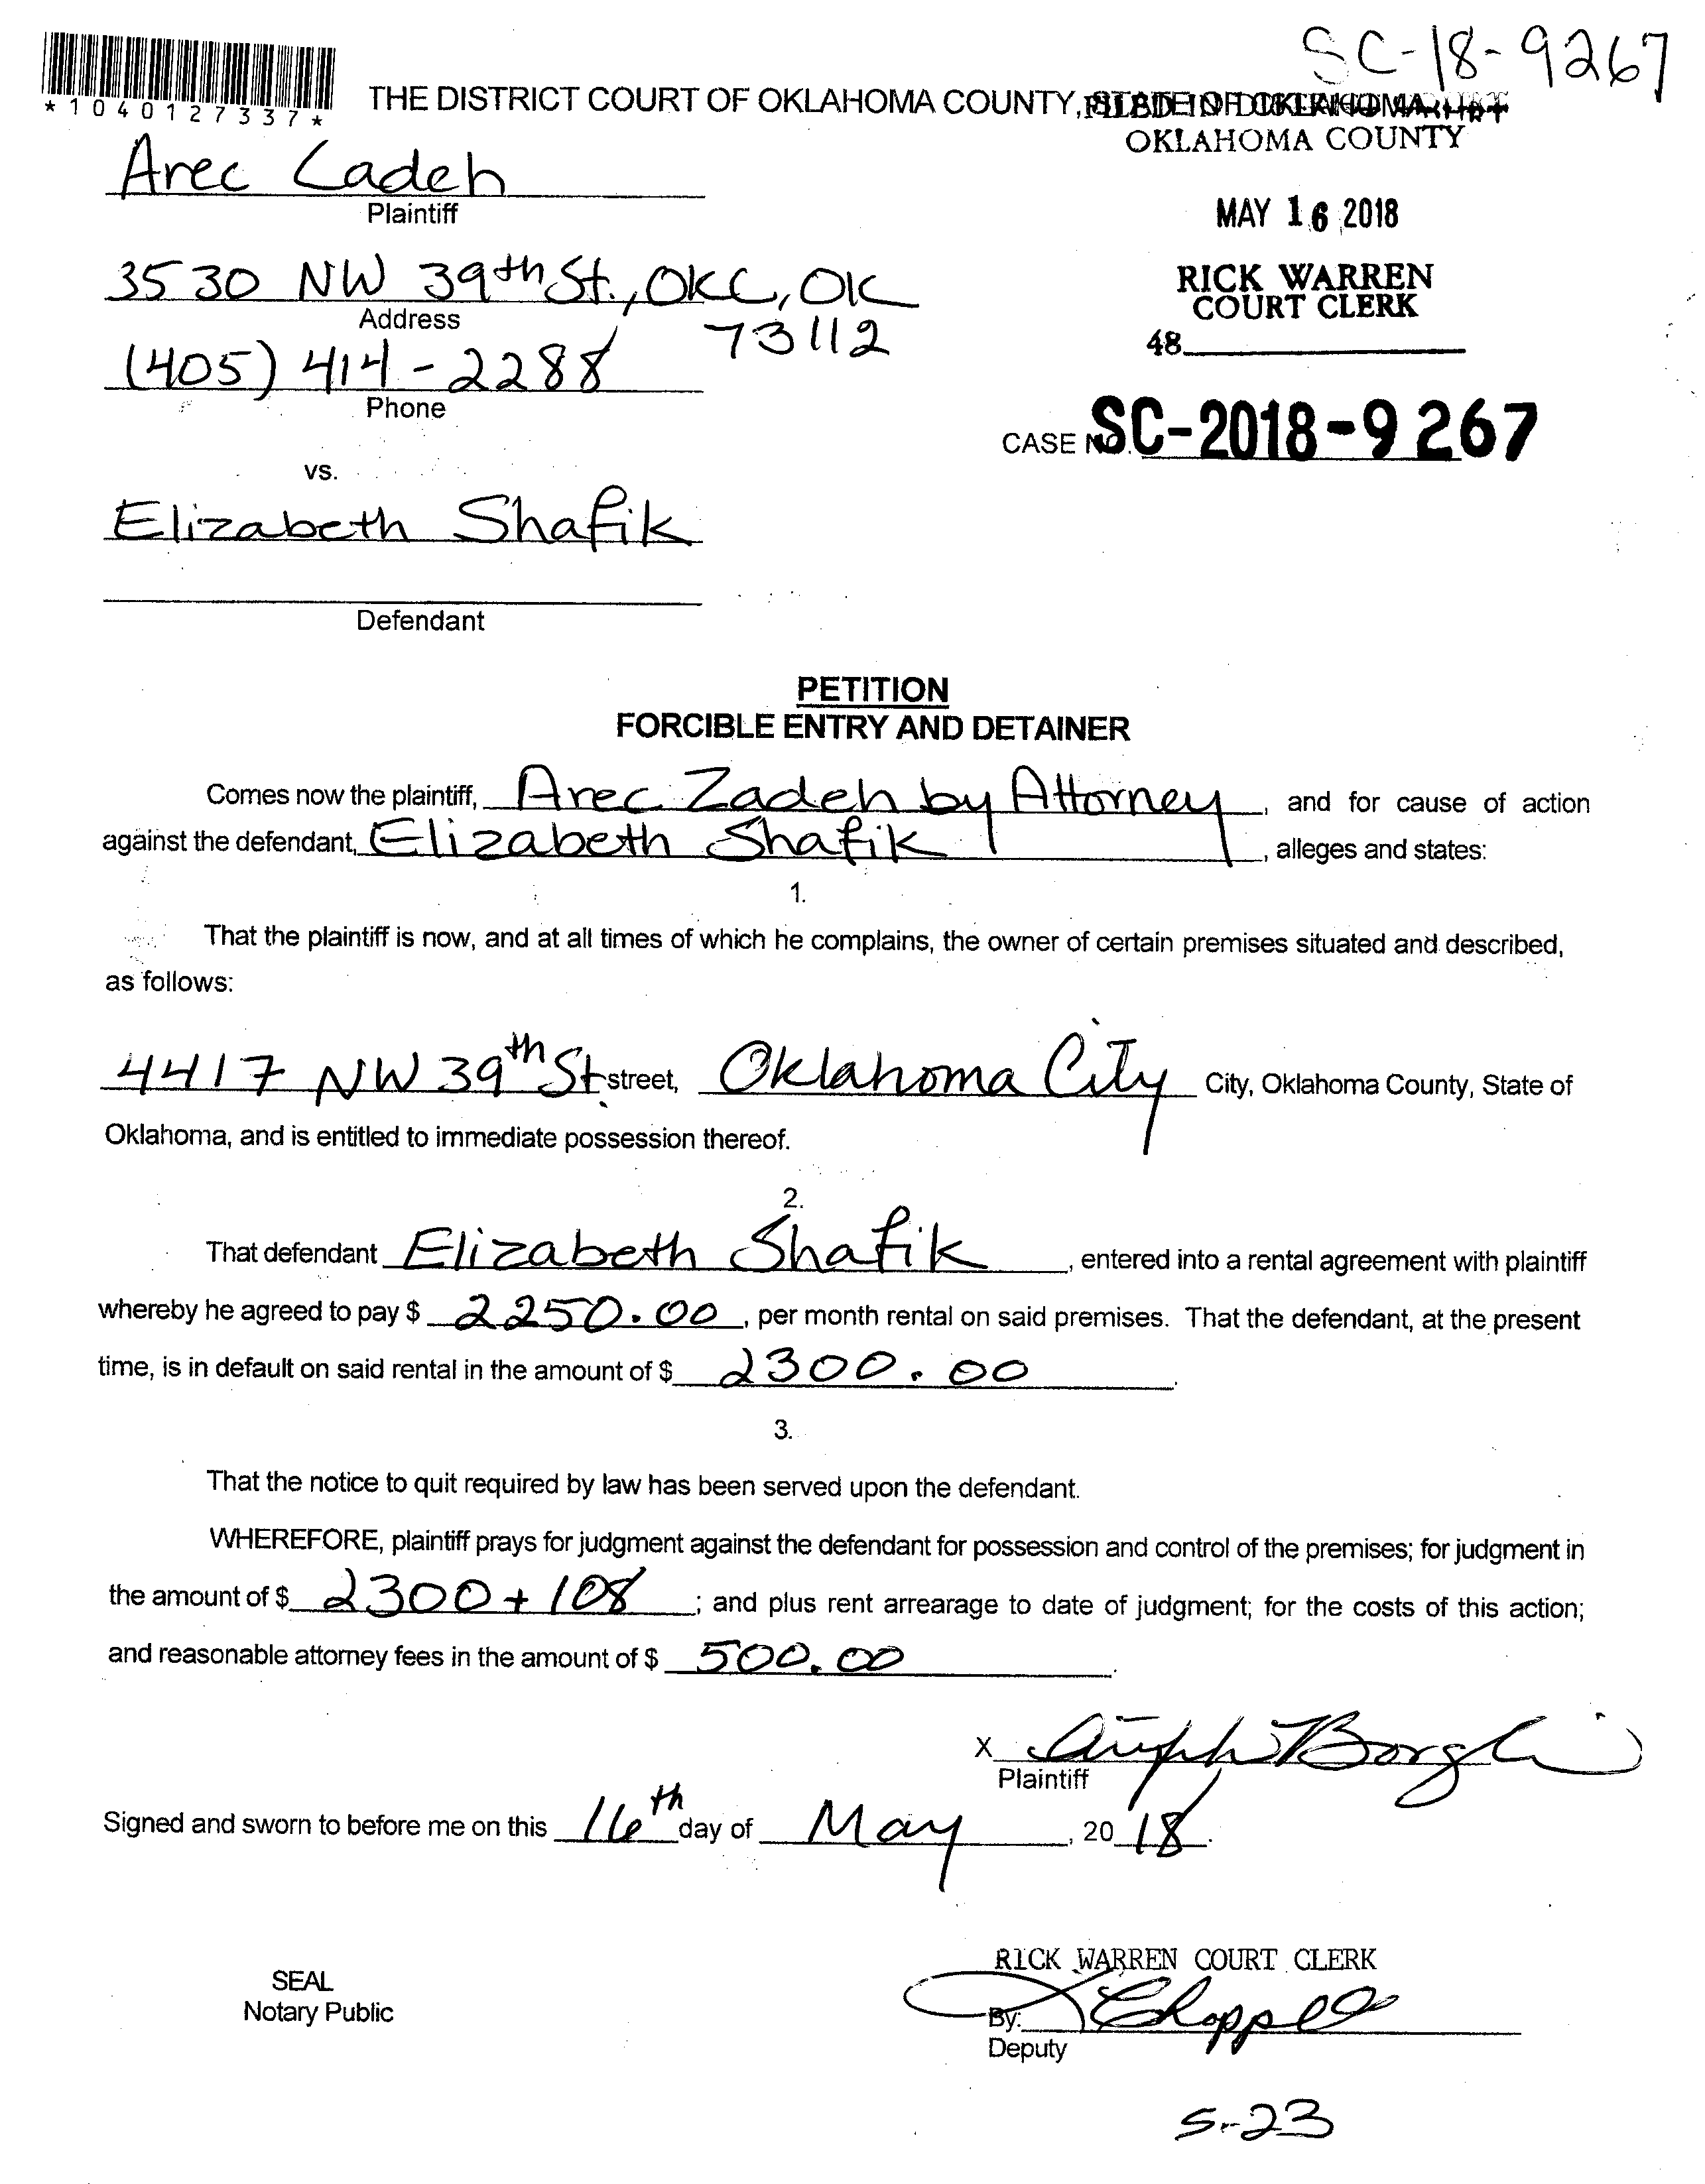 SC-18-9267
*1040127337*
THE DISTRICT COURT OF OKLAHOMA COUNTY, STATE OF OKLAHOMA
OKLAHOMA COUNTY
Arec Zadeh
Plaintiff
MAY 16 2018
3530 NW 39th St., OKC, OK
73112
Address
RICK WARREN
COURT CLERK
48
(405) 414-2288
Phone
CASE NO. SC-2018-9267
vs.
Elizabeth Shafik
Defendant
PETITION
FORCIBLE ENTRY AND DETAINER
Comes now the plaintiff, Arec Zadeh by Attorney, and for cause of action
against the defendant, Elizabeth Shafik, alleges and states:
1.
That the plaintiff is now, and at all times of which he complains, the owner of certain premises situated and described,
as follows:
4417 NW 39th St. street, Oklahoma City City, Oklahoma County, State of
Oklahoma, and is entitled to immediate possession thereof.
2.
That defendant Elizabeth Shafik, entered into a rental agreement with plaintiff
whereby he agreed to pay $ 2250.00, per month rental on said premises. That the defendant, at the present
time, is in default on said rental in the amount of $ 2300.00.
3.
That the notice to quit required by law has been served upon the defendant.
WHEREFORE, plaintiff prays for judgment against the defendant for possession and control of the premises; for judgment in
the amount of $ 2300 + 108; and plus rent arrearage to date of judgment; for the costs of this action;
and reasonable attorney fees in the amount of $ 500.00.
X
Plaintiff
Signed and sworn to before me on this 16th day of May, 2018.
RICK WARREN COURT CLERK
SEAL
Notary Public
By: Chappell
Deputy
5-23